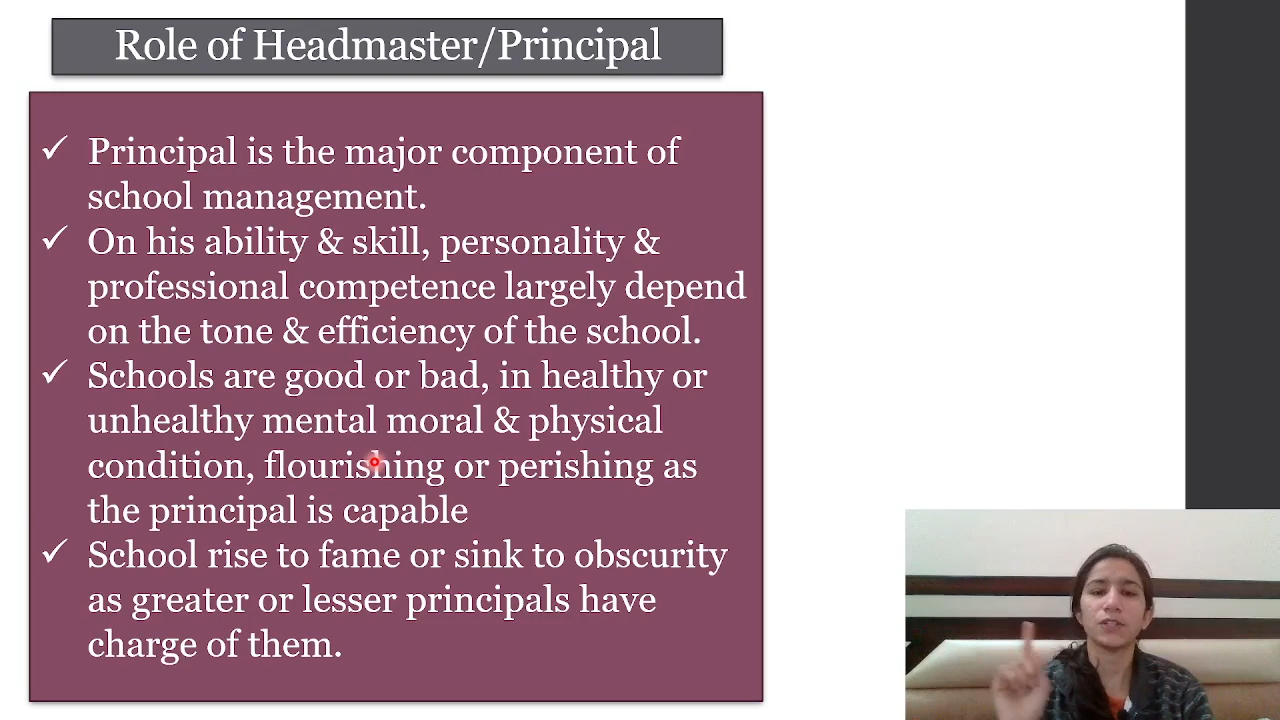 Role of Headmaster/Principal
✓ Principal is the major component of
school management.
✓ On his ability & skill, personality &
professional competence largely depend
on the tone & efficiency of the school.
✓ Schools are good or bad, in healthy or
unhealthy mental moral & physical
condition, flourishing or perishing as
the principal is capable
✓ School rise to fame or sink to obscurity
as greater or lesser principals have
charge of them.